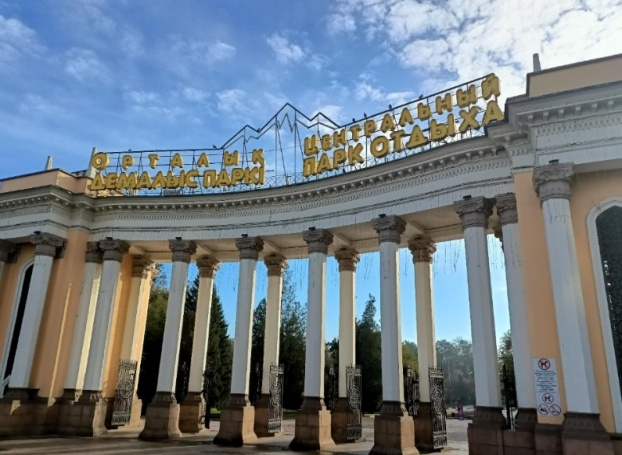 Орталық
демалыс паркі
Центральный
парк отдыха